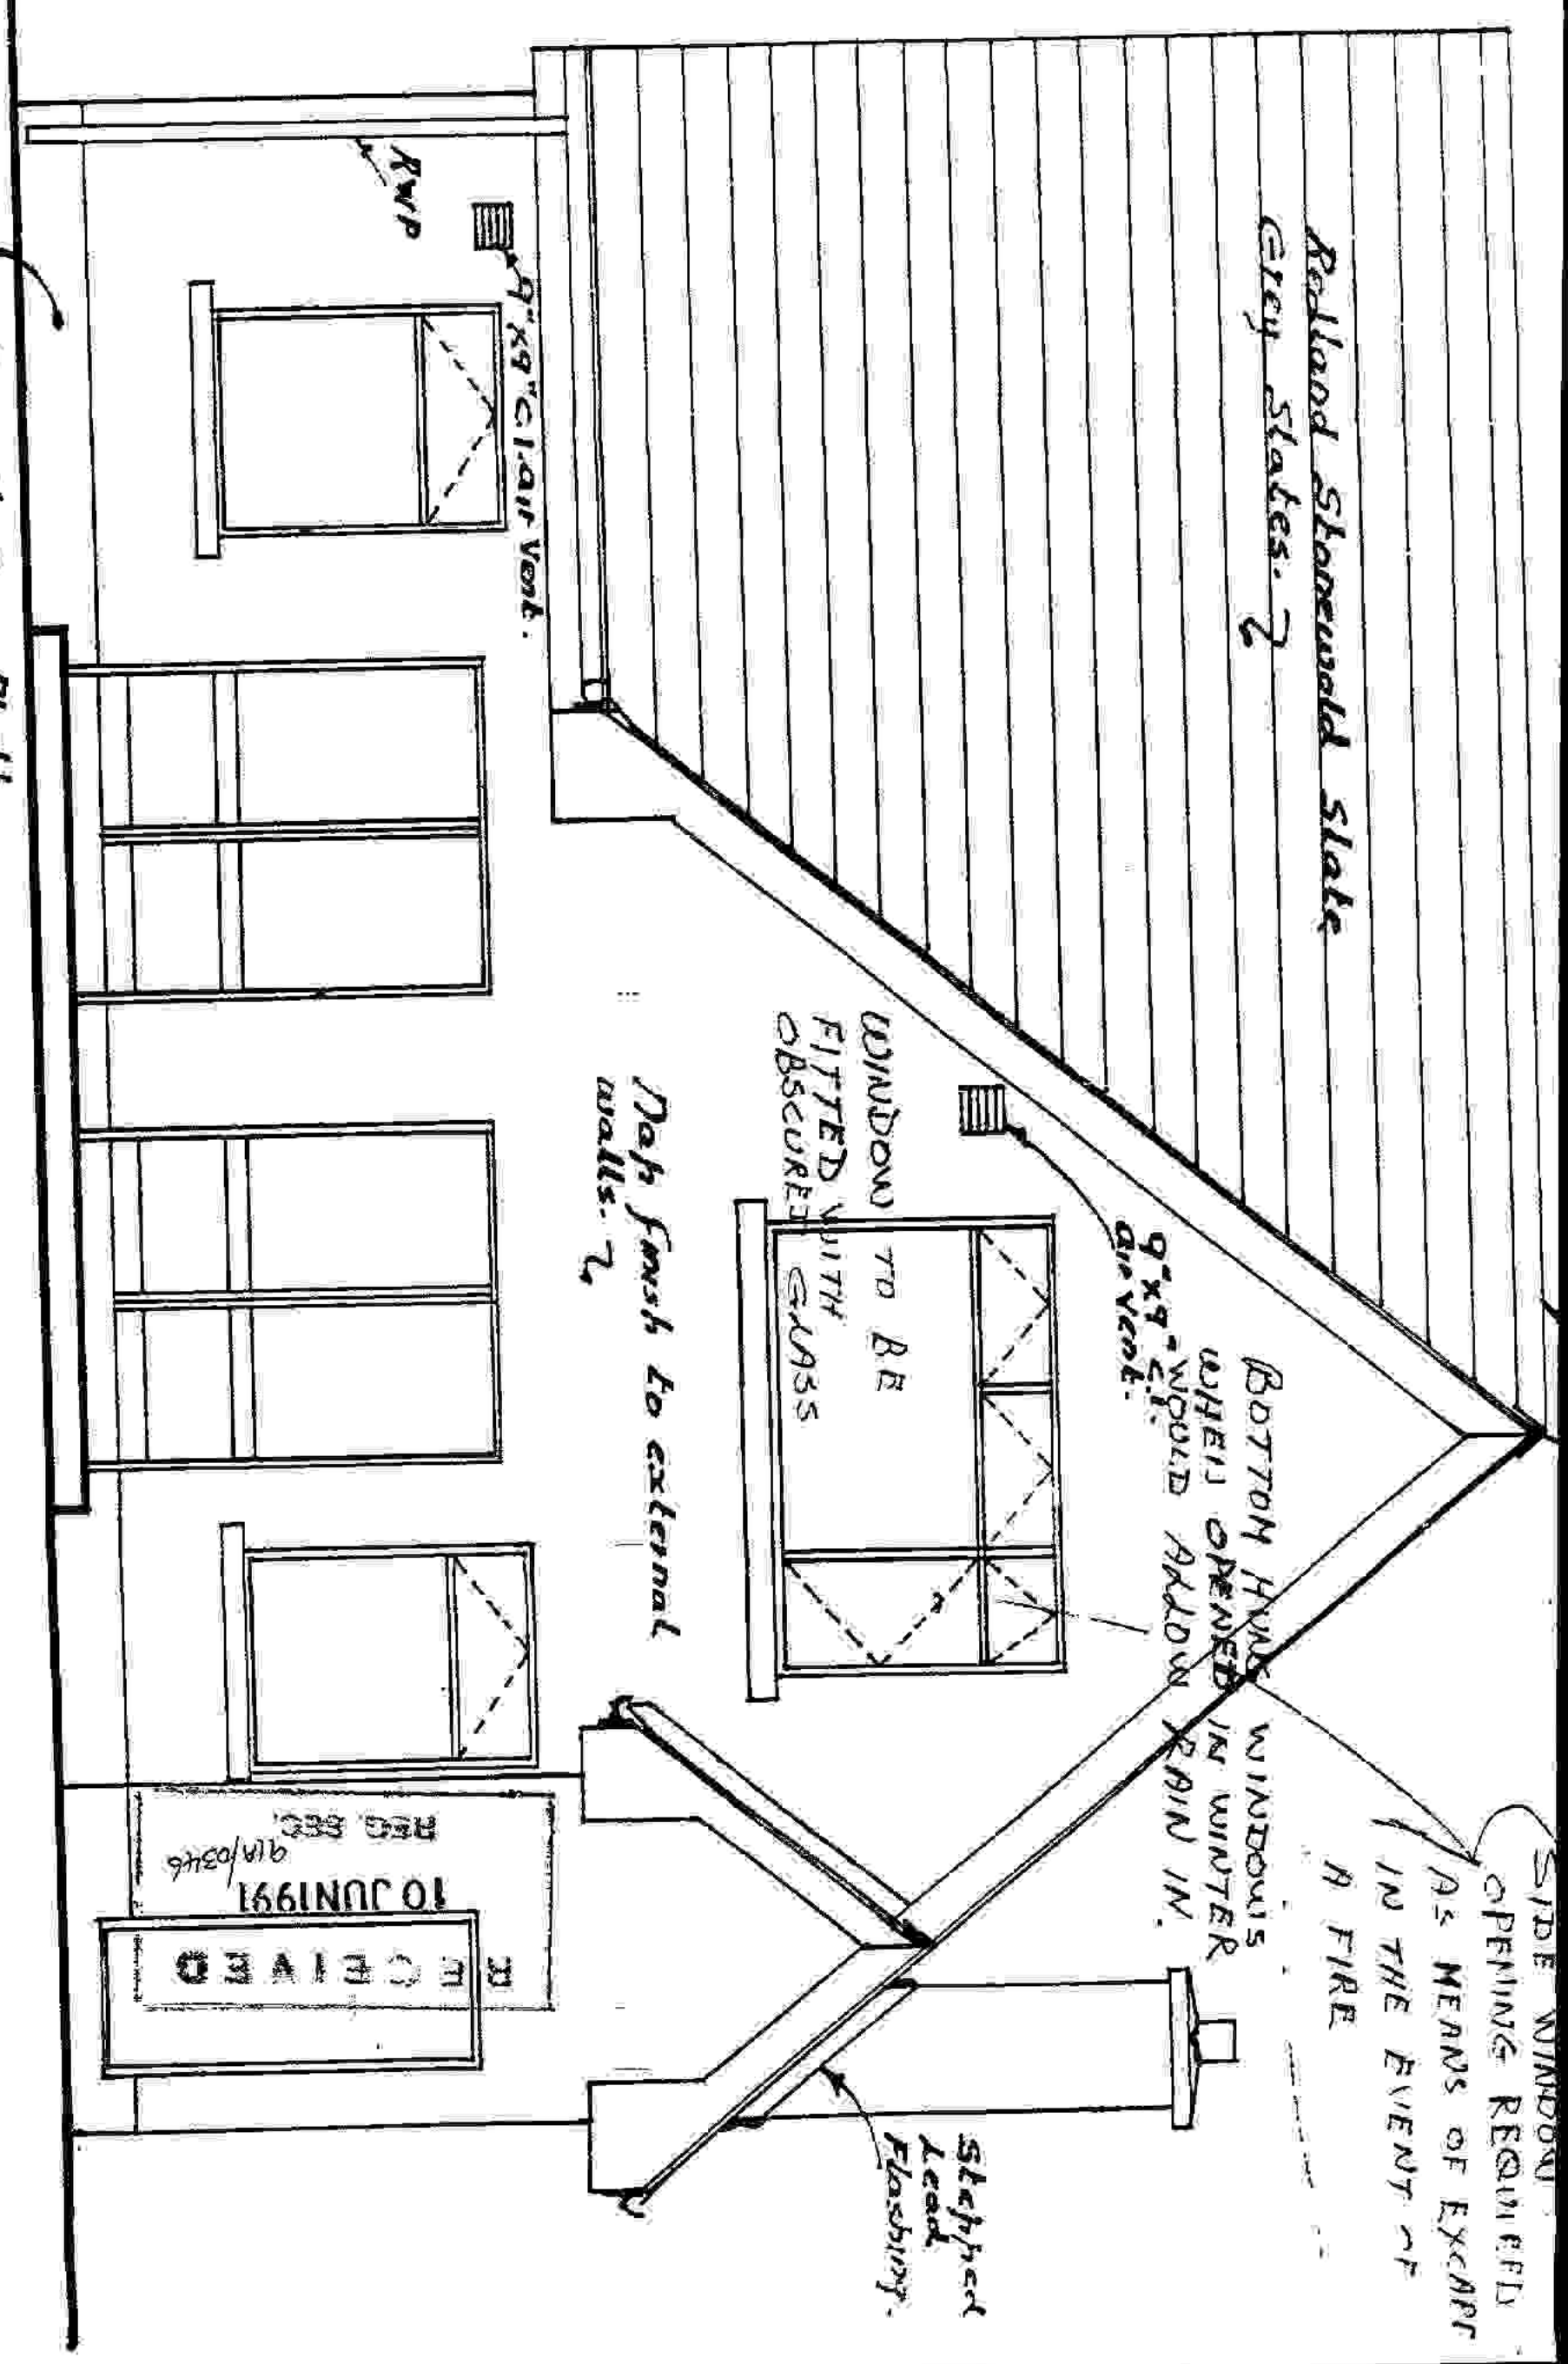 Redland Stonewold Slate
Grey Slates.
SIDE WINDOW
OPENING REQUIRED
AS MEANS OF EXCAPE
IN THE EVENT OF
A FIRE
BOTTOM HUNG WINDOWS
WHEN OPENED IN WINTER
WOULD ALLOW RAIN IN.
9"x9" C.I.
air vent.
WINDOW TO BE
FITTED WITH
OBSCURED GLASS
Stepped
Lead
Flashing.
Dash finish to external
walls.
9"x9" C.I. air vent.
RWP
RECEIVED
10 JUN 1991
91A/0346
REG. SEC.